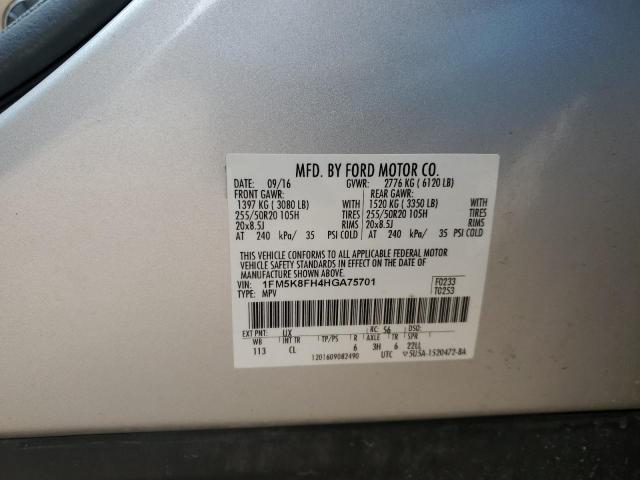 MFD. BY FORD MOTOR CO.
DATE: 09/16 GVWR: 2776 KG ( 6120 LB)
FRONT GAWR: REAR GAWR:
1397 KG ( 3080 LB) WITH 1520 KG ( 3350 LB) WITH
255/50R20 105H TIRES 255/50R20 105H TIRES
20x8.5J RIMS 20x8.5J RIMS
AT 240 kPa/ 35 PSI COLD AT 240 kPa/ 35 PSI COLD
THIS VEHICLE CONFORMS TO ALL APPLICABLE FEDERAL MOTOR
VEHICLE SAFETY STANDARDS IN EFFECT ON THE DATE OF
MANUFACTURE SHOWN ABOVE.
VIN: 1FM5K8FH4HGA75701 F0233
TYPE: MPV T0253
EXT PNT: UX RC: 56 DSO:
WB INT TR TP/PS R AXLE TR SPR
113 CL 6 3H 6 22LL
1201609082490 UTC 5U5A-1520472-BA